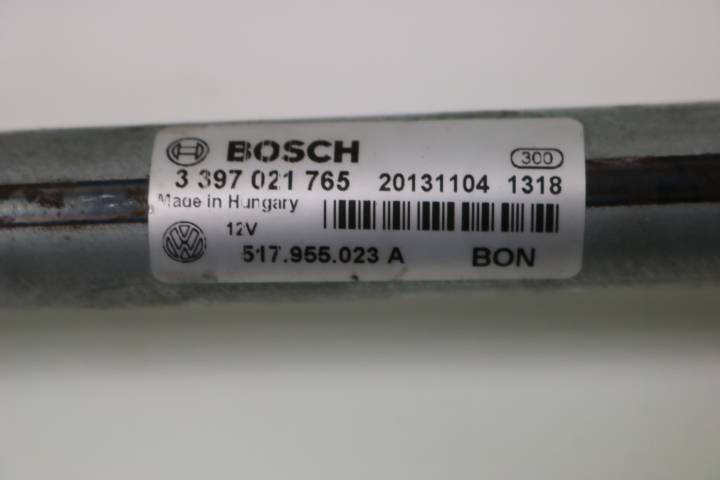 BOSCH 300
3 397 021 765 20131104 1318
Made in Hungary
12V
517.955.023 A BON